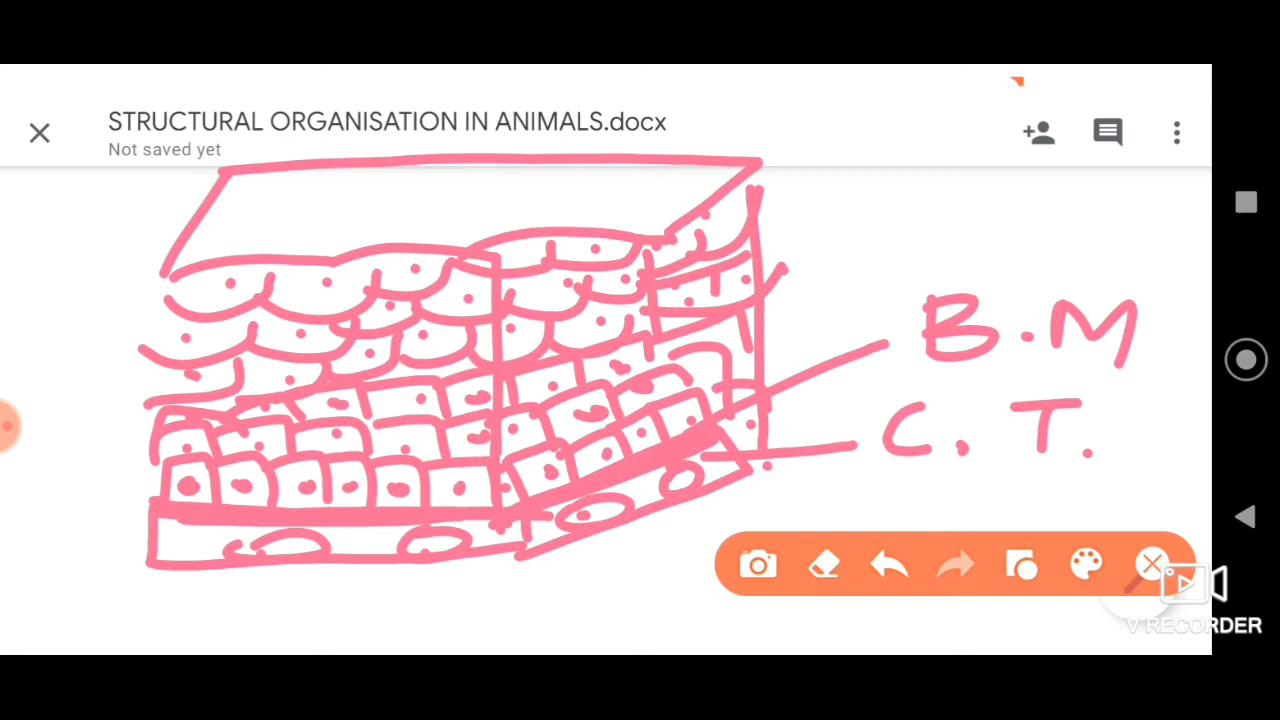 STRUCTURAL ORGANISATION IN ANIMALS.docx
Not saved yet
B.M
C.T.
V RECORDER